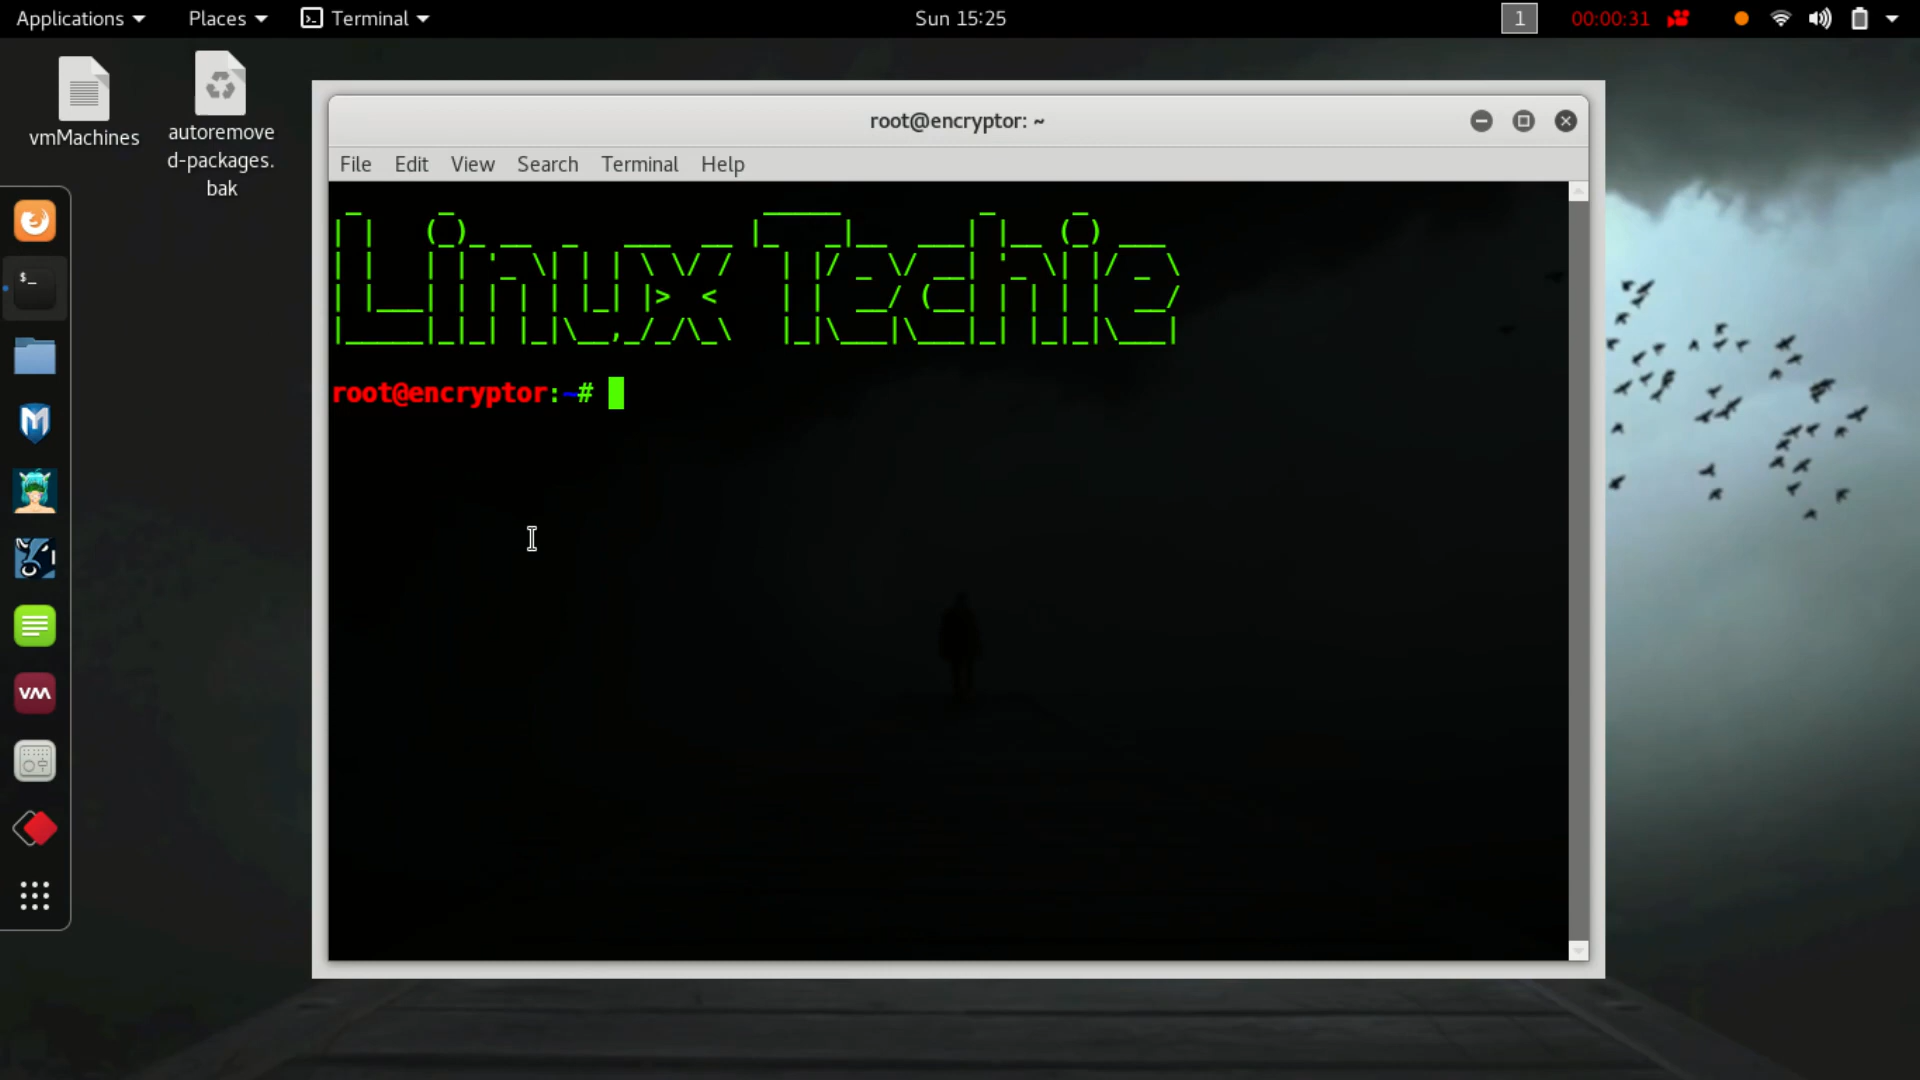 Applications Places Terminal Sun 15:25 1 00:00:31
vmMachines
autoremove
d-packages.
bak
root@encryptor: ~
File Edit View Search Terminal Help
Linux Techie
root@encryptor:~#
$_
M
vm